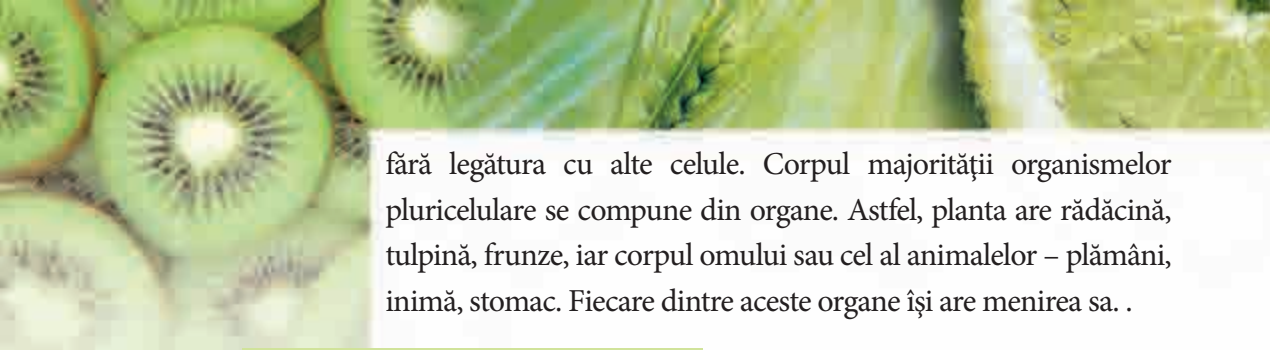 fără legătura cu alte celule. Corpul majorităţii organismelor
pluricelulare se compune din organe. Astfel, planta are rădăcină,
tulpină, frunze, iar corpul omului sau cel al animalelor – plămâni,
inimă, stomac. Fiecare dintre aceste organe îşi are menirea sa. .